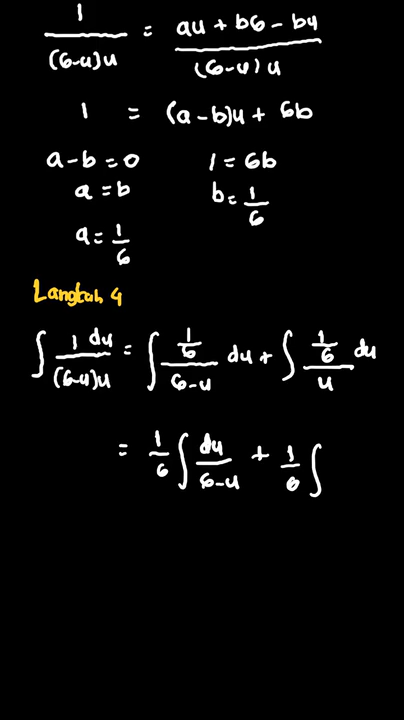 1/(6-u)u = (au + b6 - bu)/(6-u)u
1 = (a-b)u + 6b
a-b = 0 1 = 6b
a = b b = 1/6
a = 1/6
Langkah 4
∫ 1 du/(6-u)u = ∫ (1/6)/(6-u) du + ∫ (1/6)/u du
= 1/6 ∫ du/(6-u) + 1/6 ∫